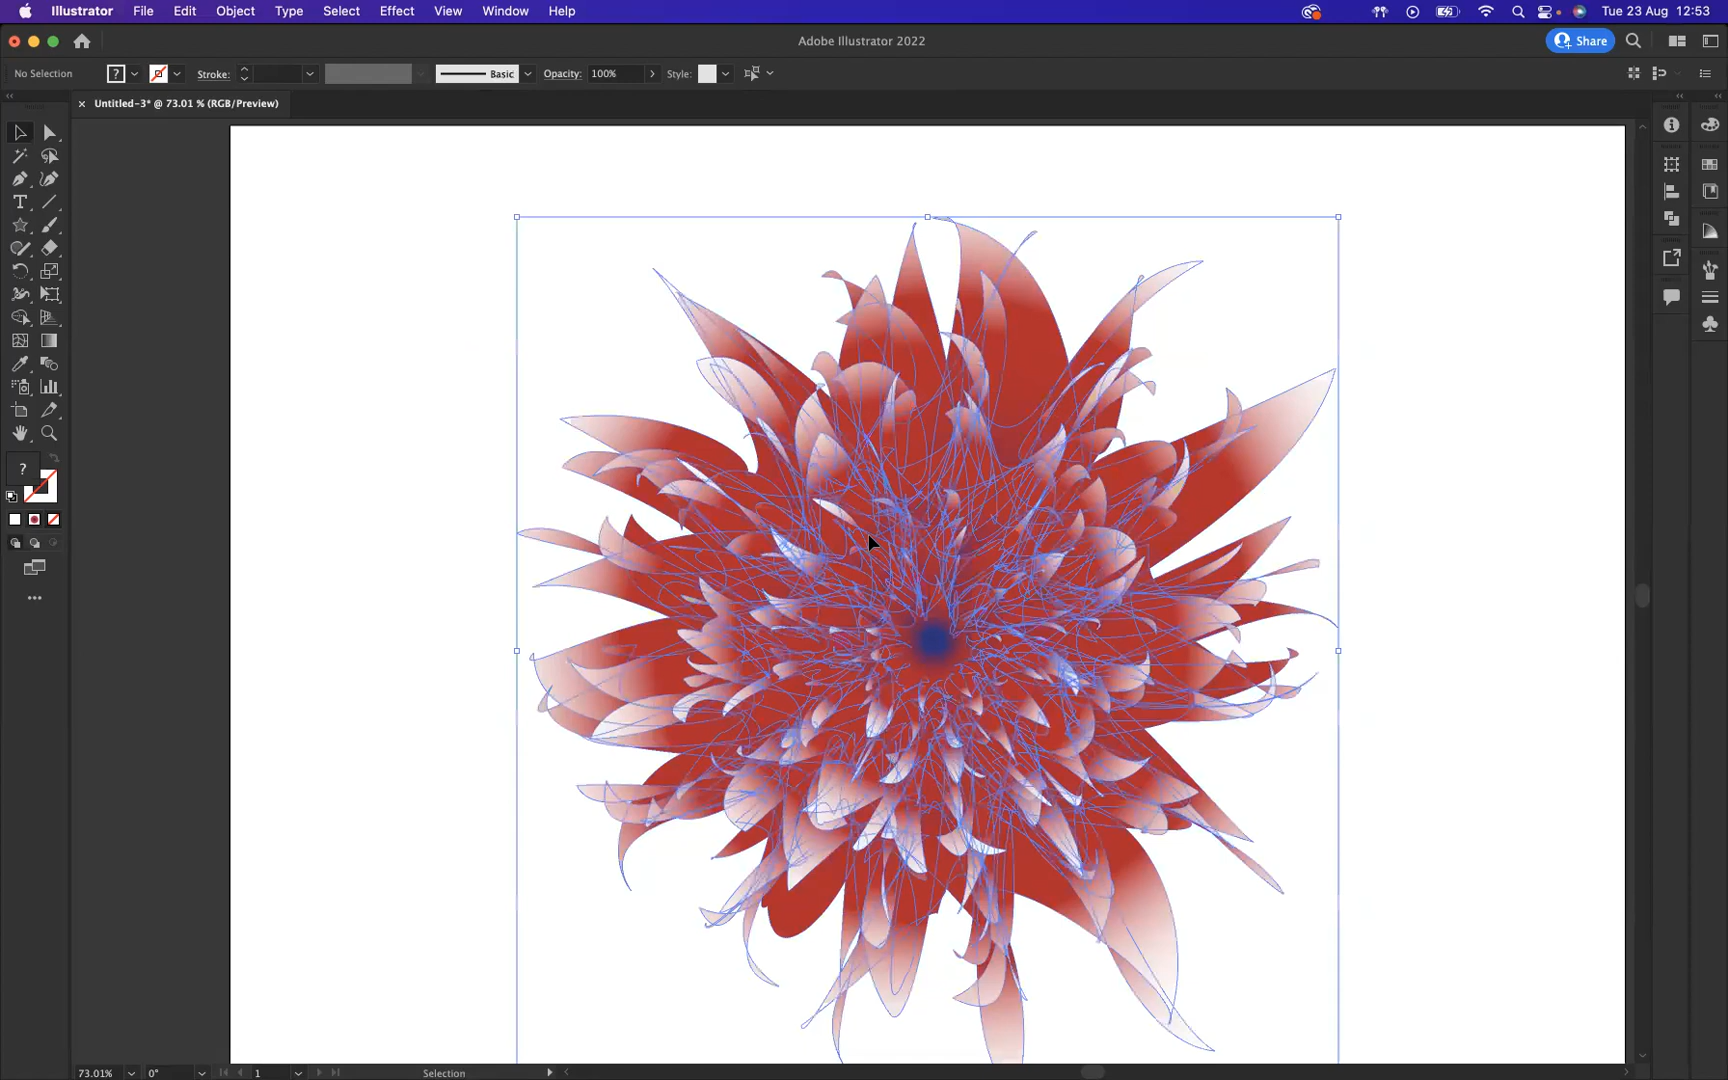 Illustrator File Edit Object Type Select Effect View Window Help Tue 23 Aug 12:53
Adobe Illustrator 2022 Share
No Selection ? Stroke: Basic Opacity: 100% Style:
× Untitled-3* @ 73.01 % (RGB/Preview)
T
?
73.01% 0° 1 Selection